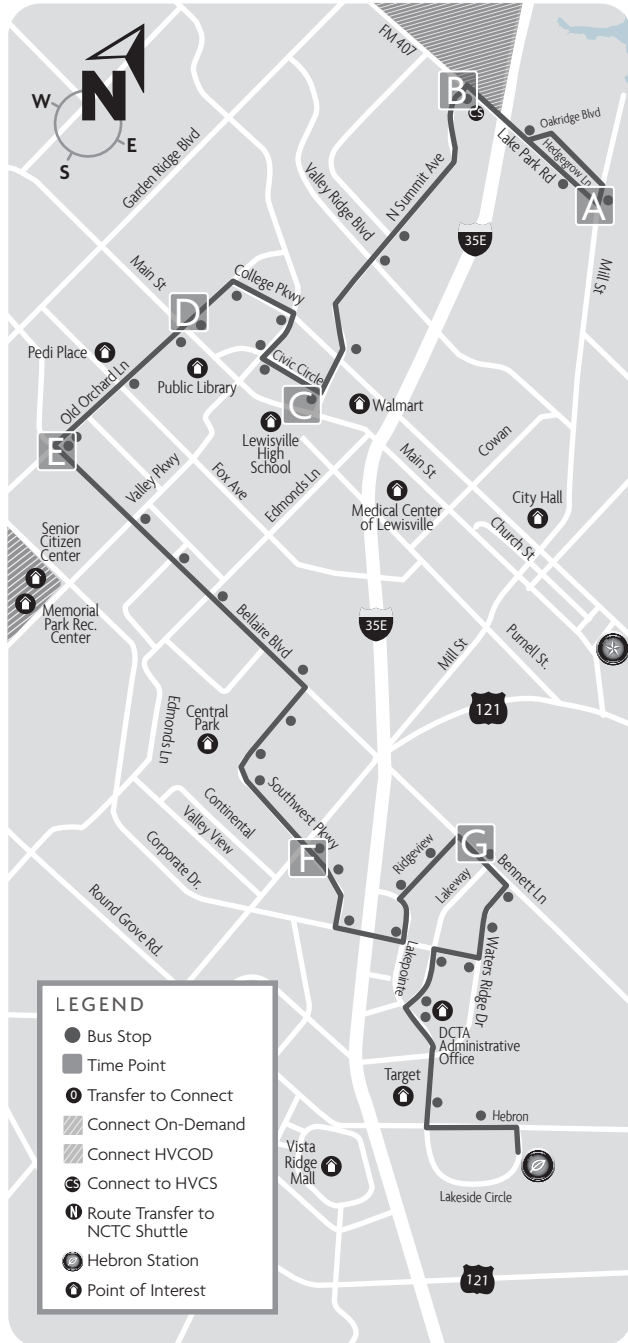 FM 407
N
W
E
S
B
CS
Oakridge Blvd
Hedgegrow Ln
Lake Park Rd
A
Garden Ridge Blvd
Valley Ridge Blvd
N Summit Ave
35E
Mill St
Main St
College Pkwy
D
Pedi Place
Public Library
Civic Circle
C
Walmart
Old Orchard Ln
Lewisville
High
School
E
Valley Pkwy
Fox Ave
Edmonds Ln
Main St
Cowan
Medical Center
of Lewisville
City Hall
Church St
Senior
Citizen
Center
Memorial
Park Rec.
Center
Bellaire Blvd
35E
Mill St
Purnell St.
121
Edmonds Ln
Central
Park
Continental
Valley View
Southwest Pkwy
Corporate Dr.
F
Ridgeview
G
Lakeway
Bennett Ln
Round Grove Rd.
Lakepointe
Waters Ridge Dr
DCTA
Administrative
Office
Target
Hebron
Vista
Ridge
Mall
Lakeside Circle
121
LEGEND
Bus Stop
Time Point
0 Transfer to Connect
Connect On-Demand
Connect HVCOD
CS Connect to HVCS
N Route Transfer to
NCTC Shuttle
Hebron Station
Point of Interest